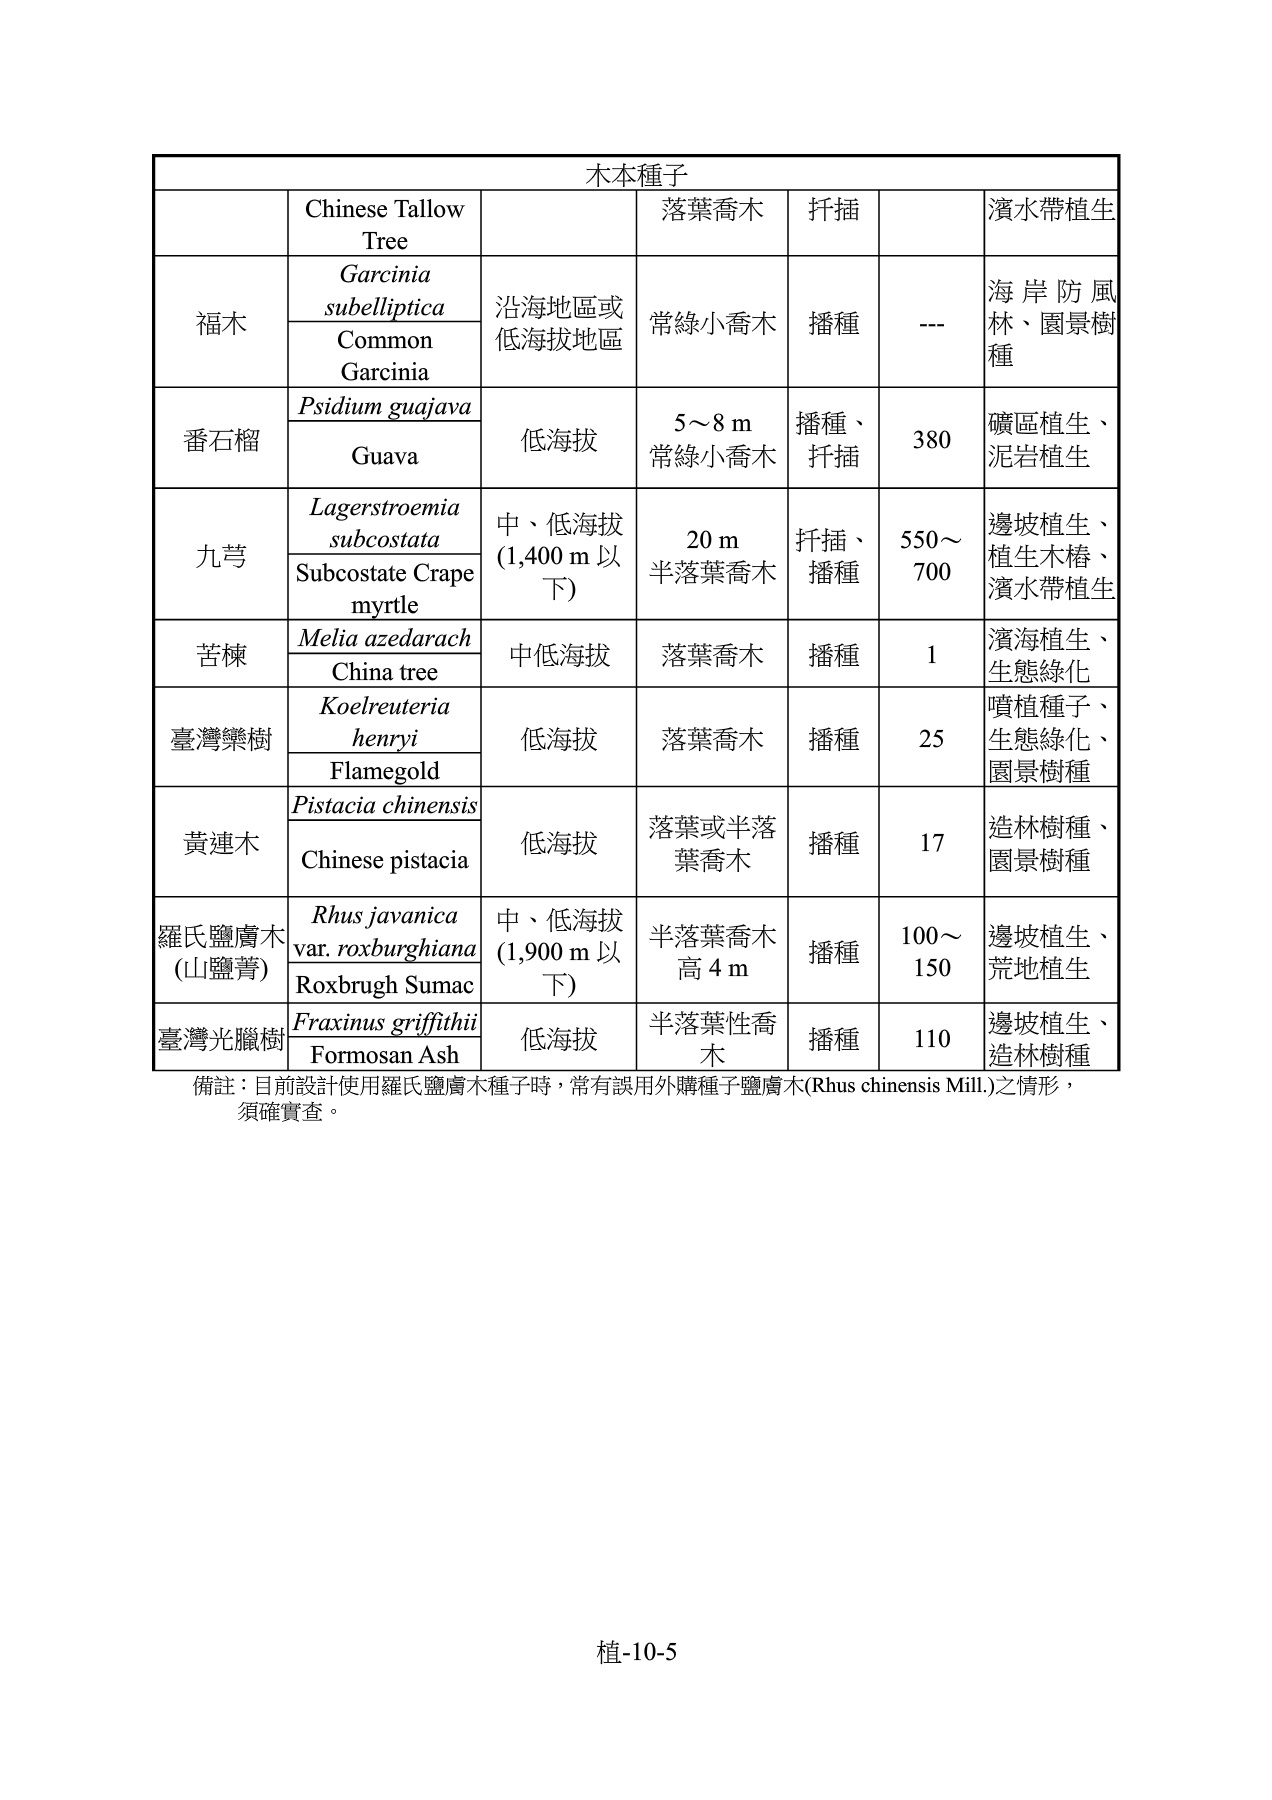 木本種子
Chinese Tallow
Tree
落葉喬木
扦插
濱水帶植生
福木
Garcinia
subelliptica
Common
Garcinia
沿海地區或
低海拔地區
常綠小喬木
播種
---
海岸防風
林、園景樹
種
番石榴
Psidium guajava
Guava
低海拔
5～8 m
常綠小喬木
播種、
扦插
380
礦區植生、
泥岩植生
九芎
Lagerstroemia
subcostata
Subcostate Crape
myrtle
中、低海拔
(1,400 m 以
下)
20 m
半落葉喬木
扦插、
播種
550～
700
邊坡植生、
植生木樁、
濱水帶植生
苦楝
Melia azedarach
China tree
中低海拔
落葉喬木
播種
1
濱海植生、
生態綠化
臺灣欒樹
Koelreuteria
henryi
Flamegold
低海拔
落葉喬木
播種
25
噴植種子、
生態綠化、
園景樹種
黃連木
Pistacia chinensis
Chinese pistacia
低海拔
落葉或半落
葉喬木
播種
17
造林樹種、
園景樹種
羅氏鹽膚木
(山鹽菁)
Rhus javanica
var. roxburghiana
Roxbrugh Sumac
中、低海拔
(1,900 m 以
下)
半落葉喬木
高 4 m
播種
100～
150
邊坡植生、
荒地植生
臺灣光臘樹
Fraxinus griffithii
Formosan Ash
低海拔
半落葉性喬
木
播種
110
邊坡植生、
造林樹種
備註：目前設計使用羅氏鹽膚木種子時，常有誤用外購種子鹽膚木(Rhus chinensis Mill.)之情形，
須確實查。
植-10-5